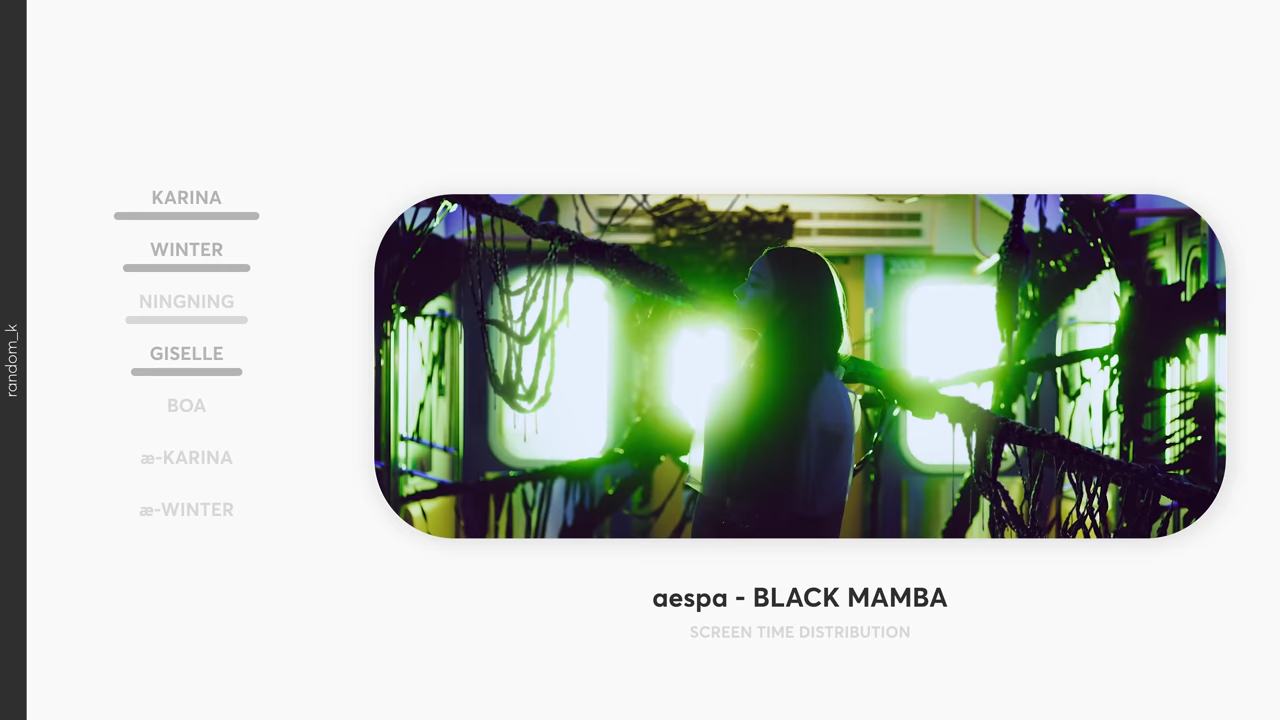 random_k
KARINA
WINTER
NINGNING
GISELLE
BOA
æ-KARINA
æ-WINTER
aespa - BLACK MAMBA
SCREEN TIME DISTRIBUTION